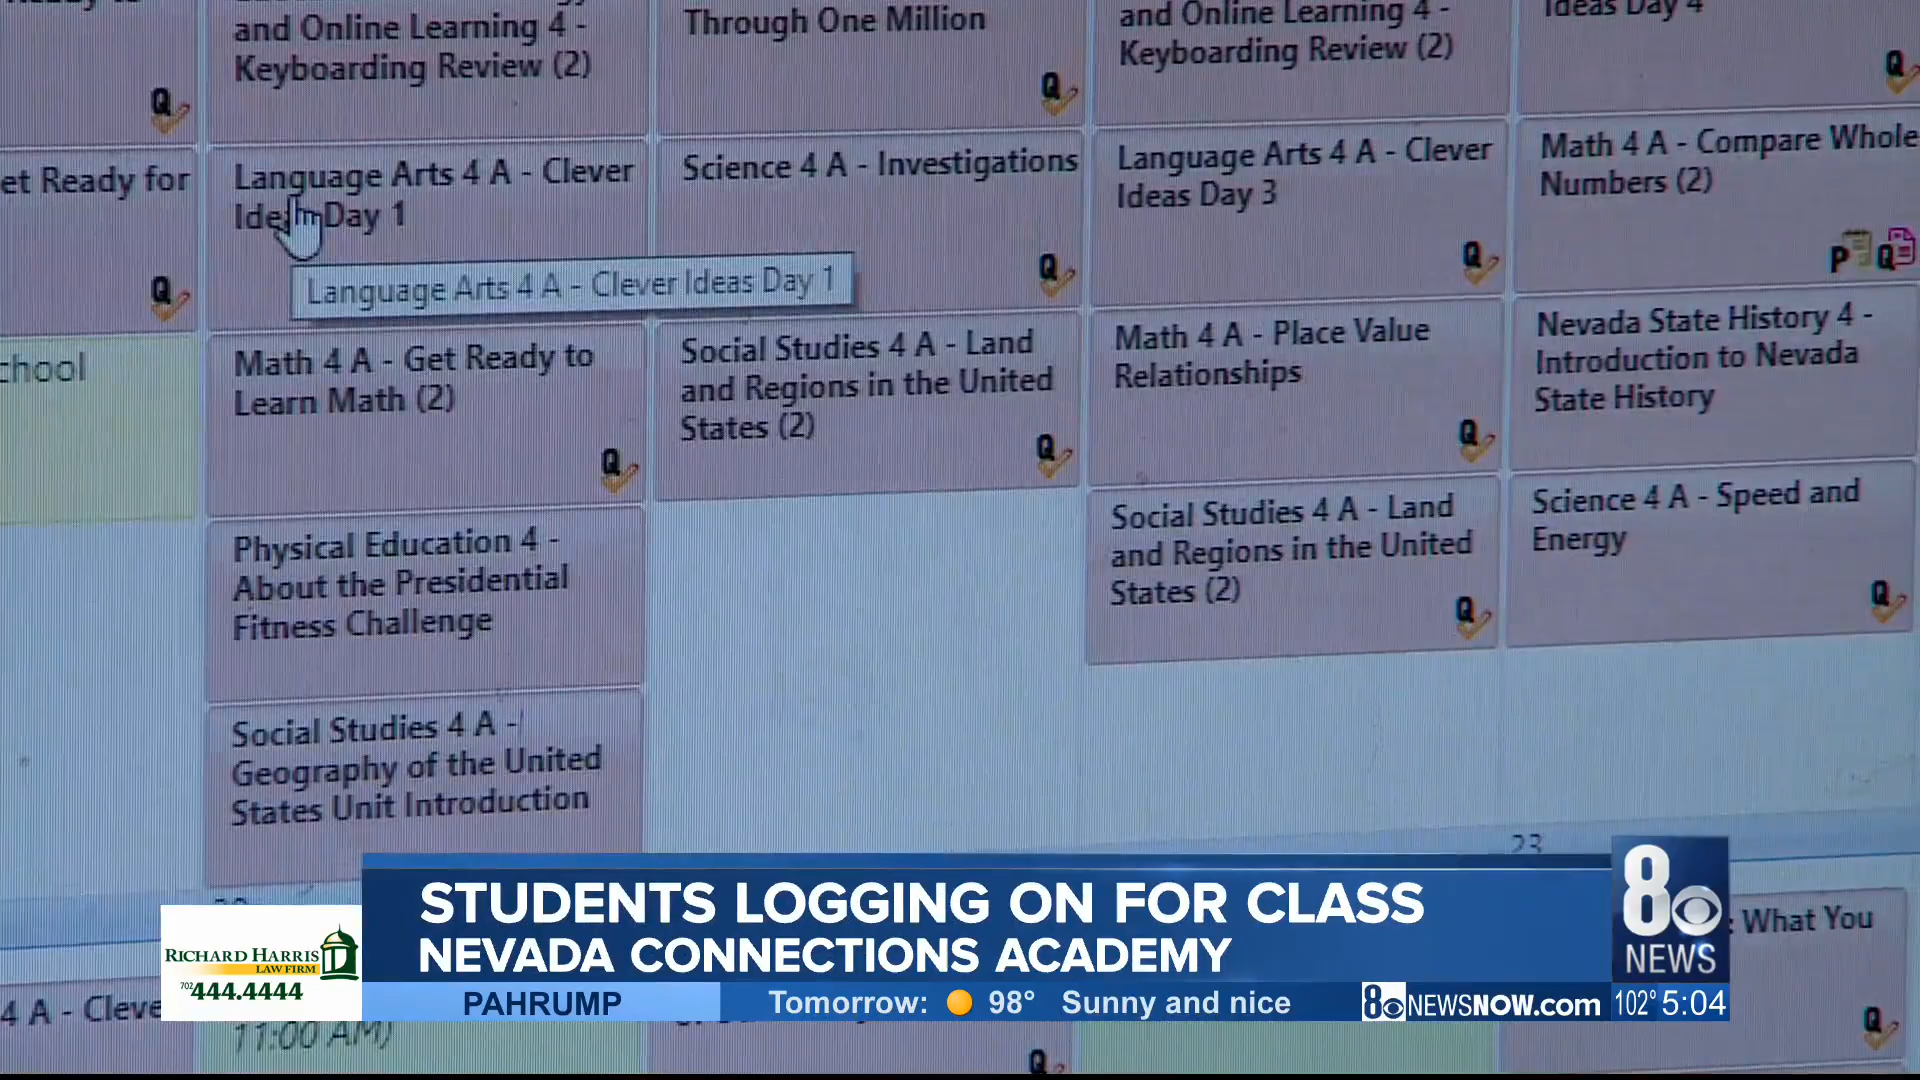 and Online Learning 4 -
Keyboarding Review (2)
Through One Million
Q
and Online Learning 4 -
Keyboarding Review (2)
Ideas Day 4
Q
Q
et Ready for
Q
Language Arts 4 A - Clever
Ideas Day 1
Language Arts 4 A - Clever Ideas Day 1
Science 4 A - Investigations
Q
Language Arts 4 A - Clever
Ideas Day 3
Q
Math 4 A - Compare Whole
Numbers (2)
P Q
chool
Math 4 A - Get Ready to
Learn Math (2)
Q
Social Studies 4 A - Land
and Regions in the United
States (2)
Q
Math 4 A - Place Value
Relationships
Q
Nevada State History 4 -
Introduction to Nevada
State History
Physical Education 4 -
About the Presidential
Fitness Challenge
Social Studies 4 A - Land
and Regions in the United
States (2)
Q
Science 4 A - Speed and
Energy
Q
Social Studies 4 A -
Geography of the United
States Unit Introduction
23
: What You
Q
4 A - Cleve
11:00 AM)
Q
STUDENTS LOGGING ON FOR CLASS
NEVADA CONNECTIONS ACADEMY
8
NEWS
RICHARD HARRIS
LAW FIRM
702 444.4444
PAHRUMP
Tomorrow: 98° Sunny and nice
8 NEWSNOW.com
102° 5:04